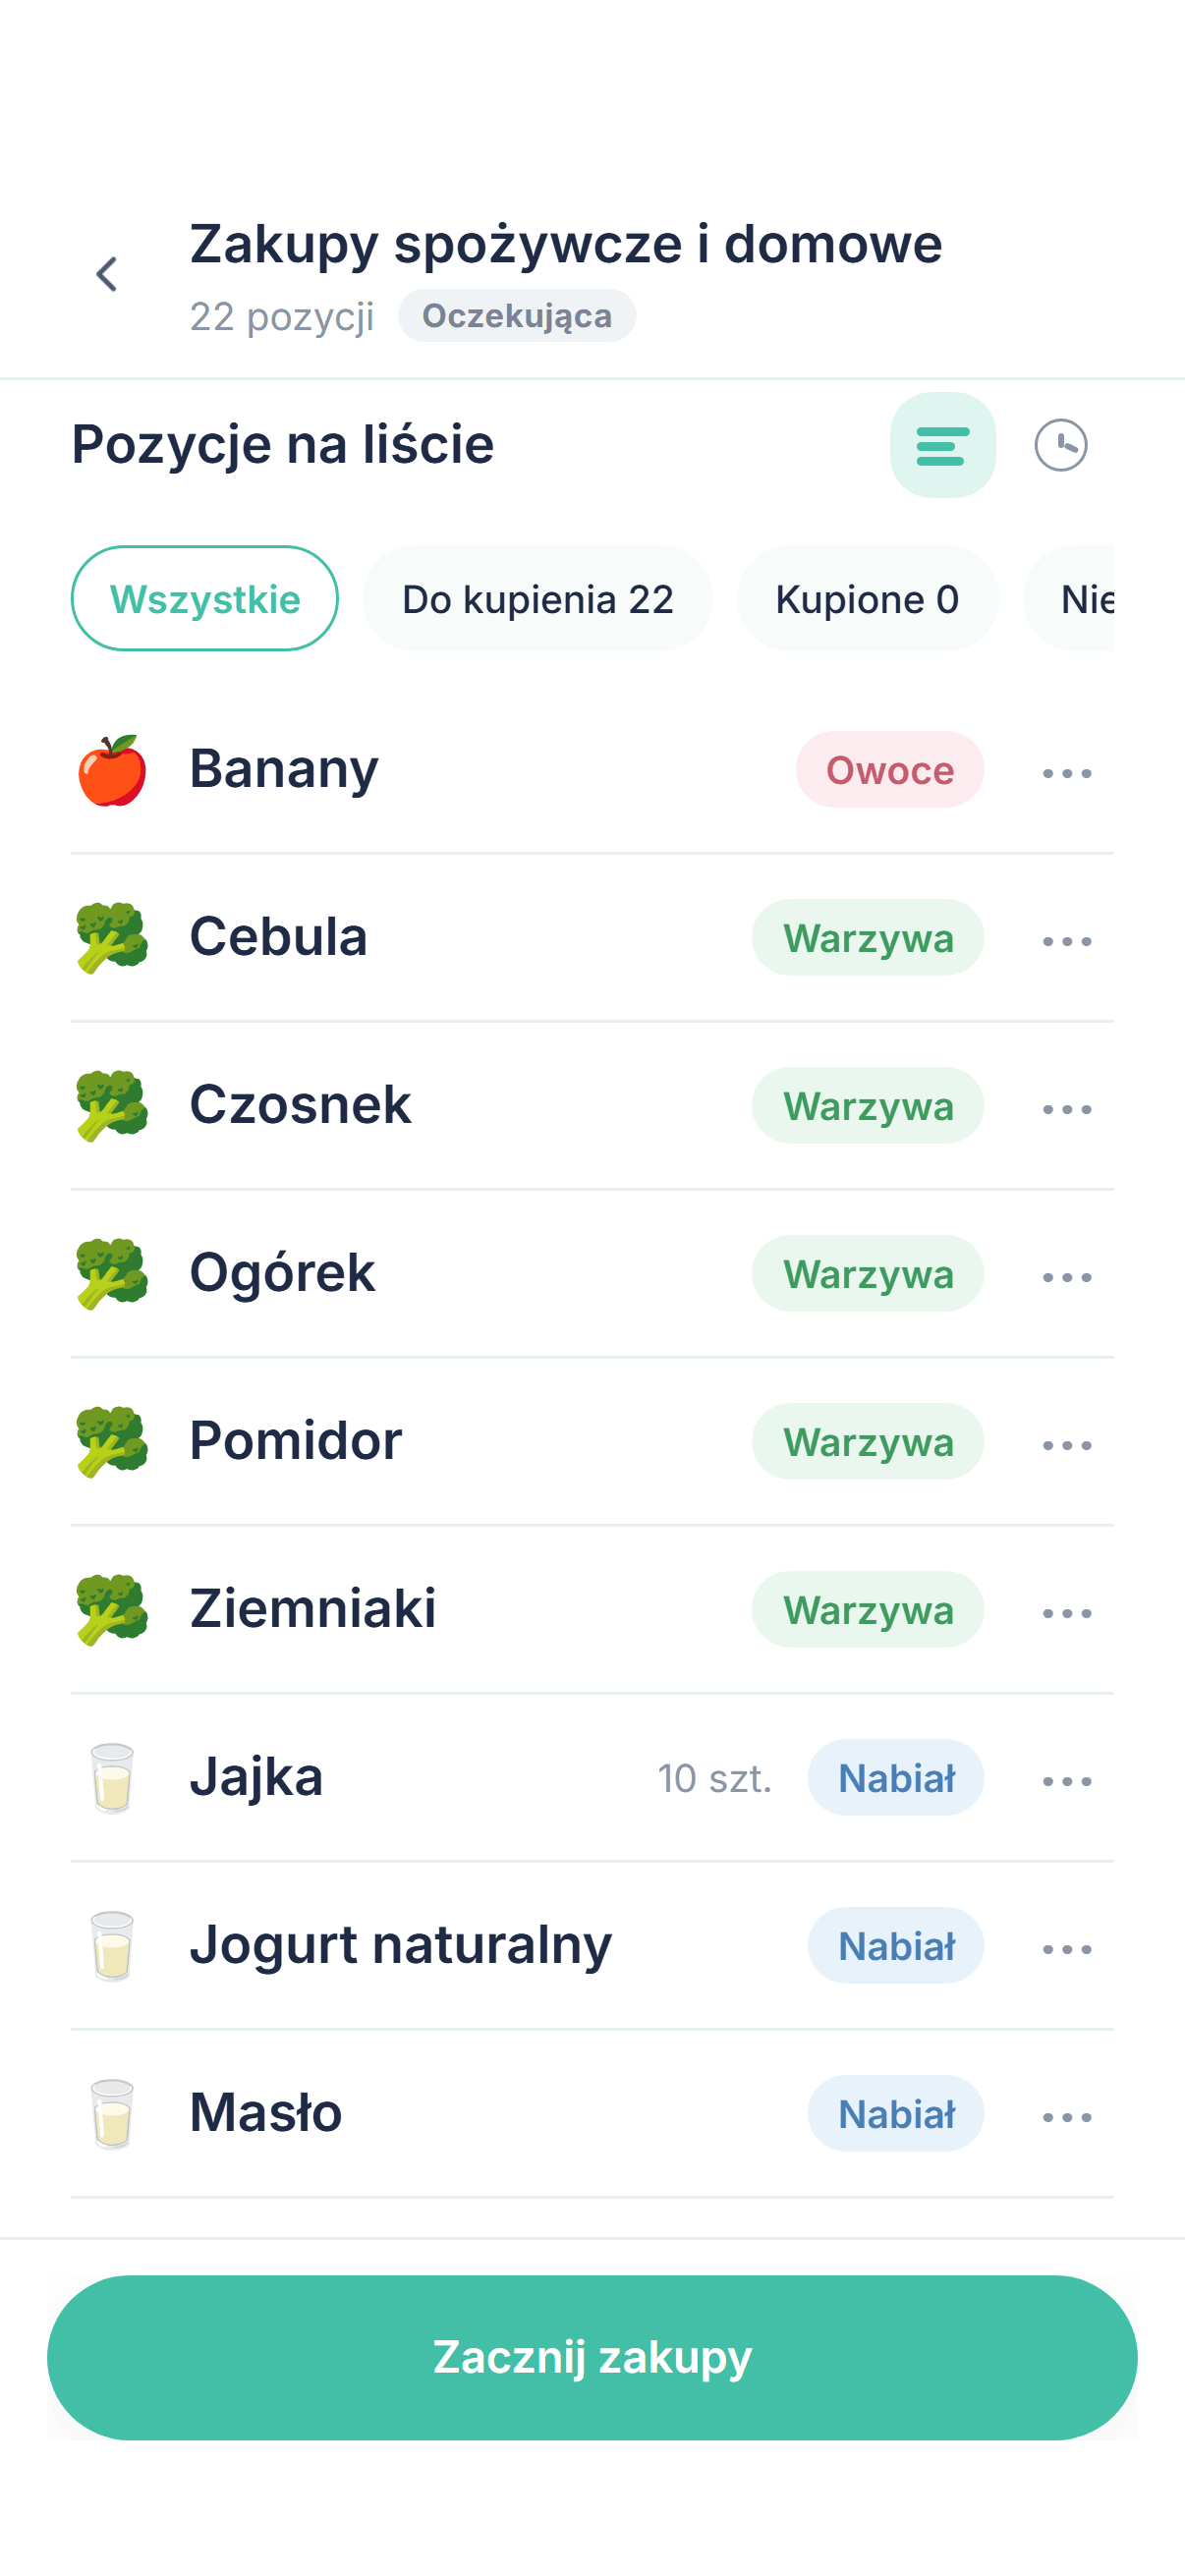 Zakupy spożywcze i domowe
22 pozycji Oczekująca
Pozycje na liście
Wszystkie Do kupienia 22 Kupione 0 Nie
Banany Owoce
Cebula Warzywa
Czosnek Warzywa
Ogórek Warzywa
Pomidor Warzywa
Ziemniaki Warzywa
Jajka 10 szt. Nabiał
Jogurt naturalny Nabiał
Masło Nabiał
Zacznij zakupy